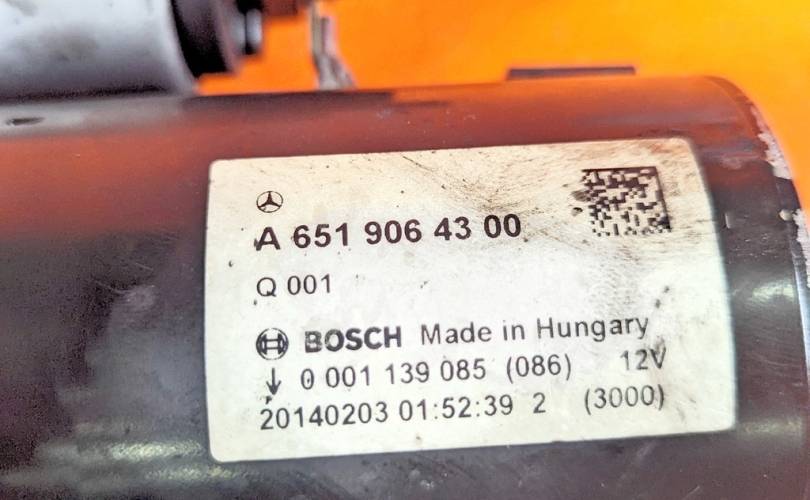 A 651 906 43 00
Q 001
BOSCH Made in Hungary
0 001 139 085 (086) 12V
20140203 01:52:39 2 (3000)